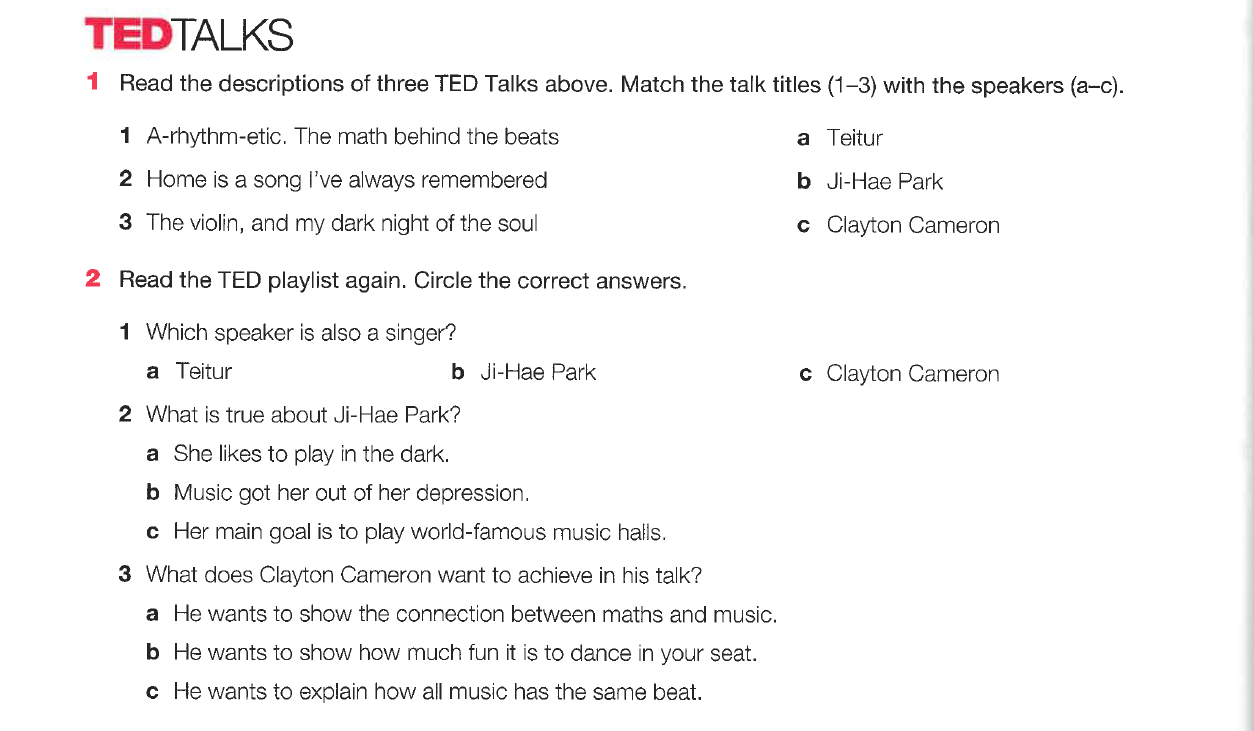 TEDTALKS
1 Read the descriptions of three TED Talks above. Match the talk titles (1–3) with the speakers (a–c).
1 A-rhythm-etic. The math behind the beats a Teitur
2 Home is a song I've always remembered b Ji-Hae Park
3 The violin, and my dark night of the soul c Clayton Cameron
2 Read the TED playlist again. Circle the correct answers.
1 Which speaker is also a singer?
a Teitur b Ji-Hae Park c Clayton Cameron
2 What is true about Ji-Hae Park?
a She likes to play in the dark.
b Music got her out of her depression.
c Her main goal is to play world-famous music halls.
3 What does Clayton Cameron want to achieve in his talk?
a He wants to show the connection between maths and music.
b He wants to show how much fun it is to dance in your seat.
c He wants to explain how all music has the same beat.